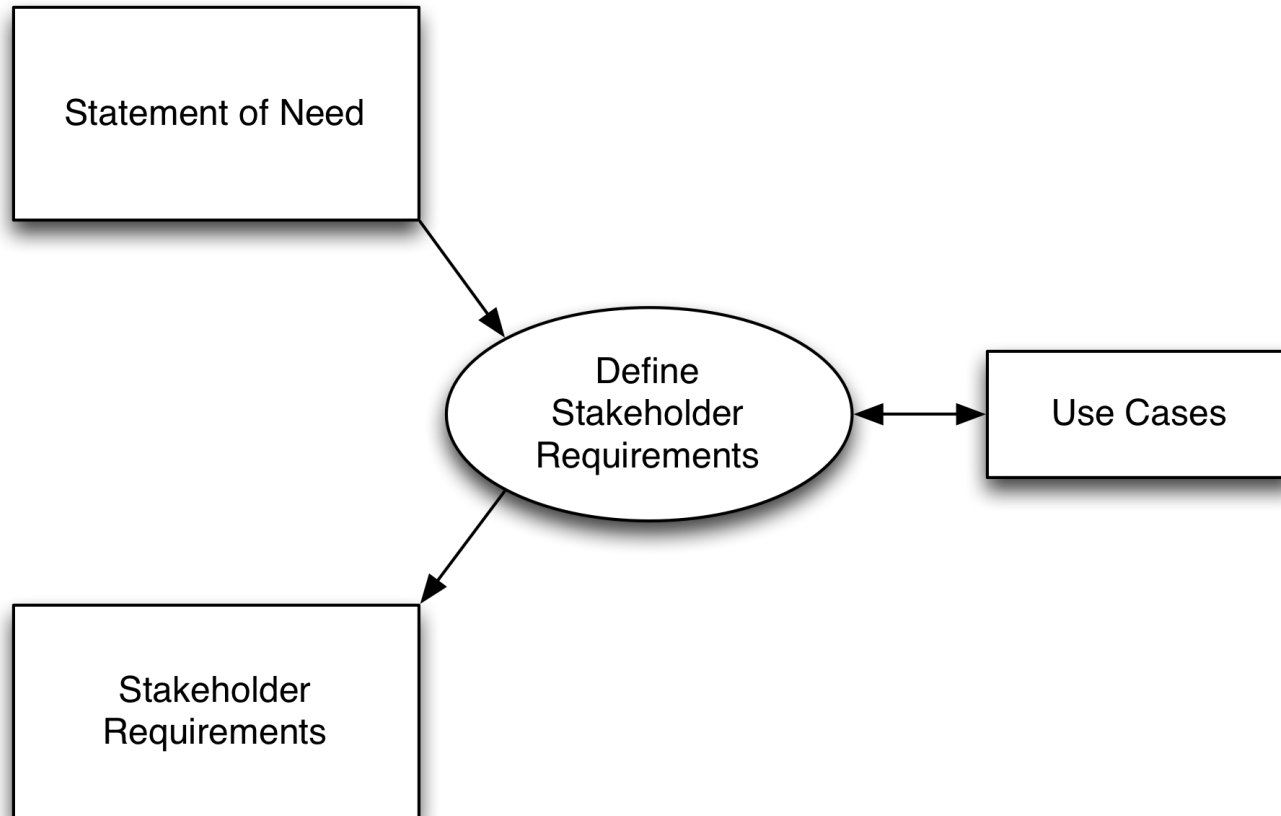 Statement of Need
Define
Stakeholder
Requirements
Use Cases
Stakeholder
Requirements